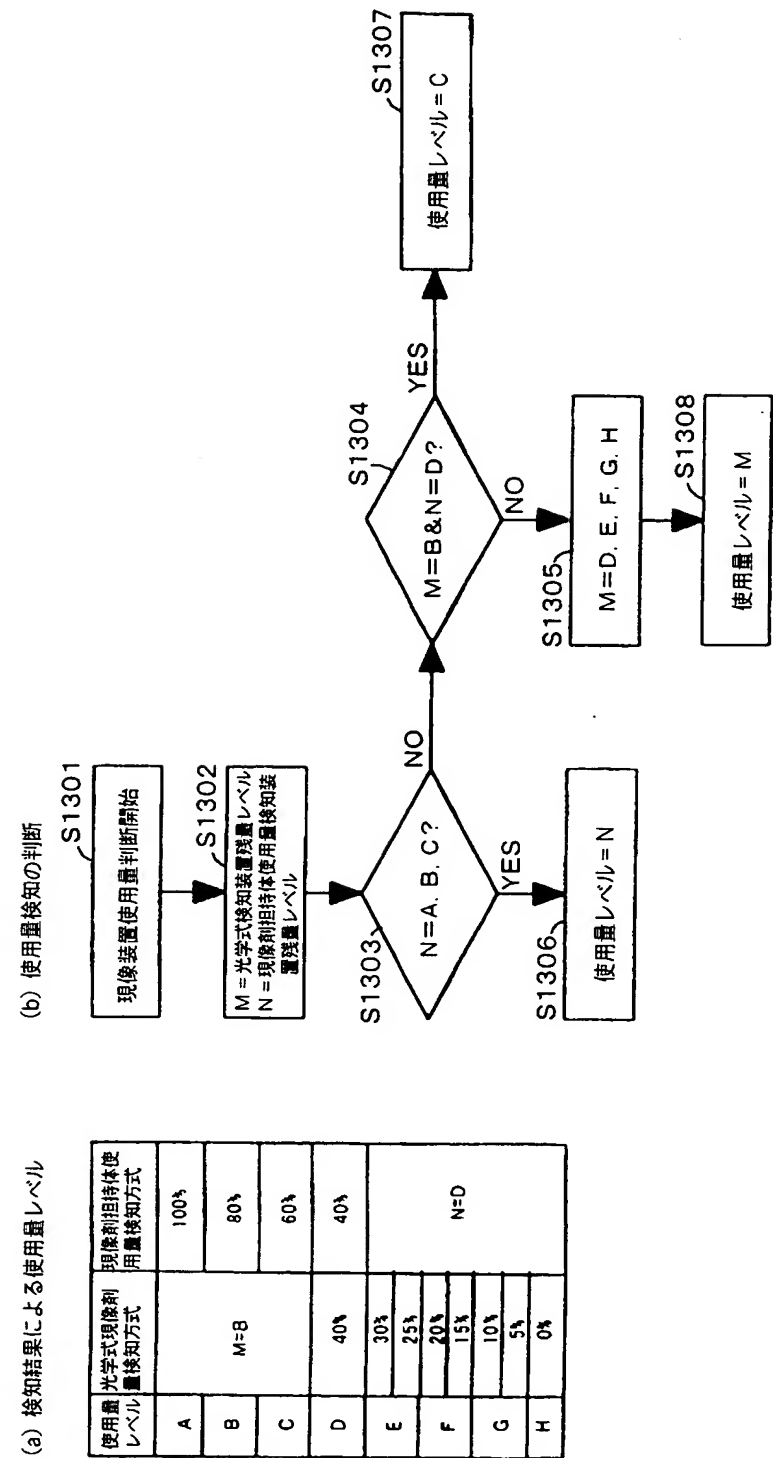 (a) 検知結果による使用量レベル
使用量
レベル
光学式現像剤
量検知方式
現像剤担持体使
用量検知方式
A
M=B
100%
B
80%
C
60%
D
40%
40%
E
30%
N=D
25%
F
20%
15%
G
10%
5%
H
0%
(b) 使用量検知の判断
S1301
現像装置使用量判断開始
S1302
M=光学式検知装置残量レベル
N=現像剤担持体使用量検知装
置残量レベル
S1303
N=A. B. C?
YES
NO
S1306
使用量レベル=N
S1304
M=B&N=D?
YES
NO
S1307
使用量レベル=C
S1305
M=D. E. F. G. H
S1308
使用量レベル=M